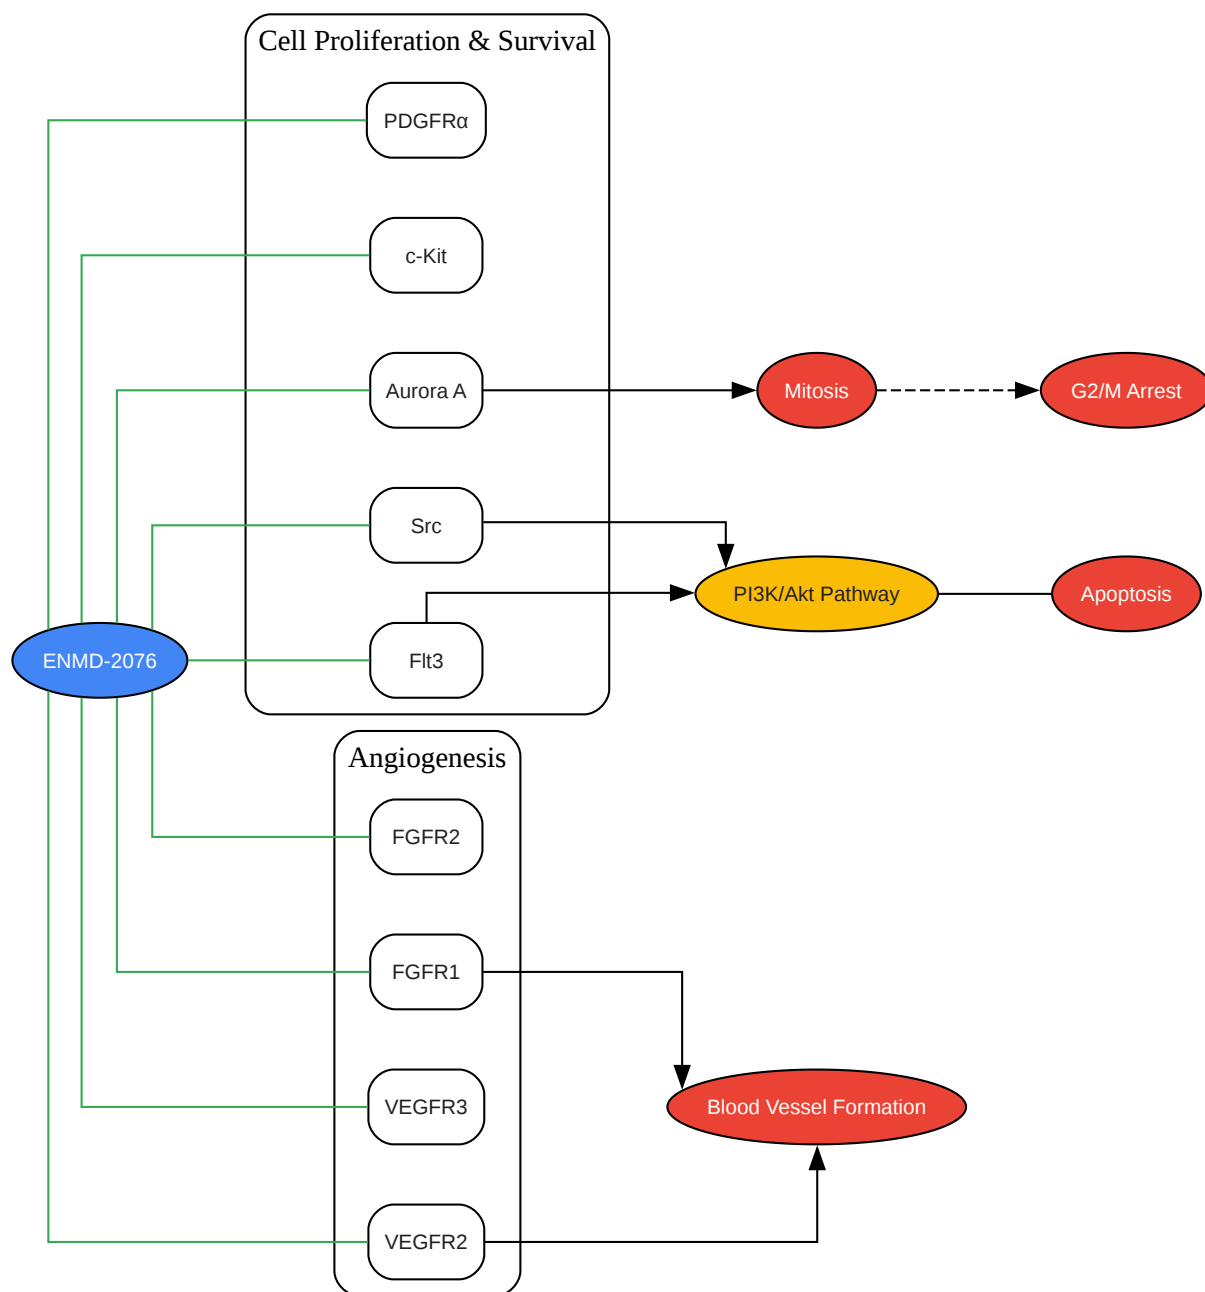 Cell Proliferation & Survival
PDGFRα
c-Kit
Aurora A
Mitosis
G2/M Arrest
Src
PI3K/Akt Pathway
Apoptosis
ENMD-2076
Flt3
Angiogenesis
FGFR2
FGFR1
VEGFR3
Blood Vessel Formation
VEGFR2